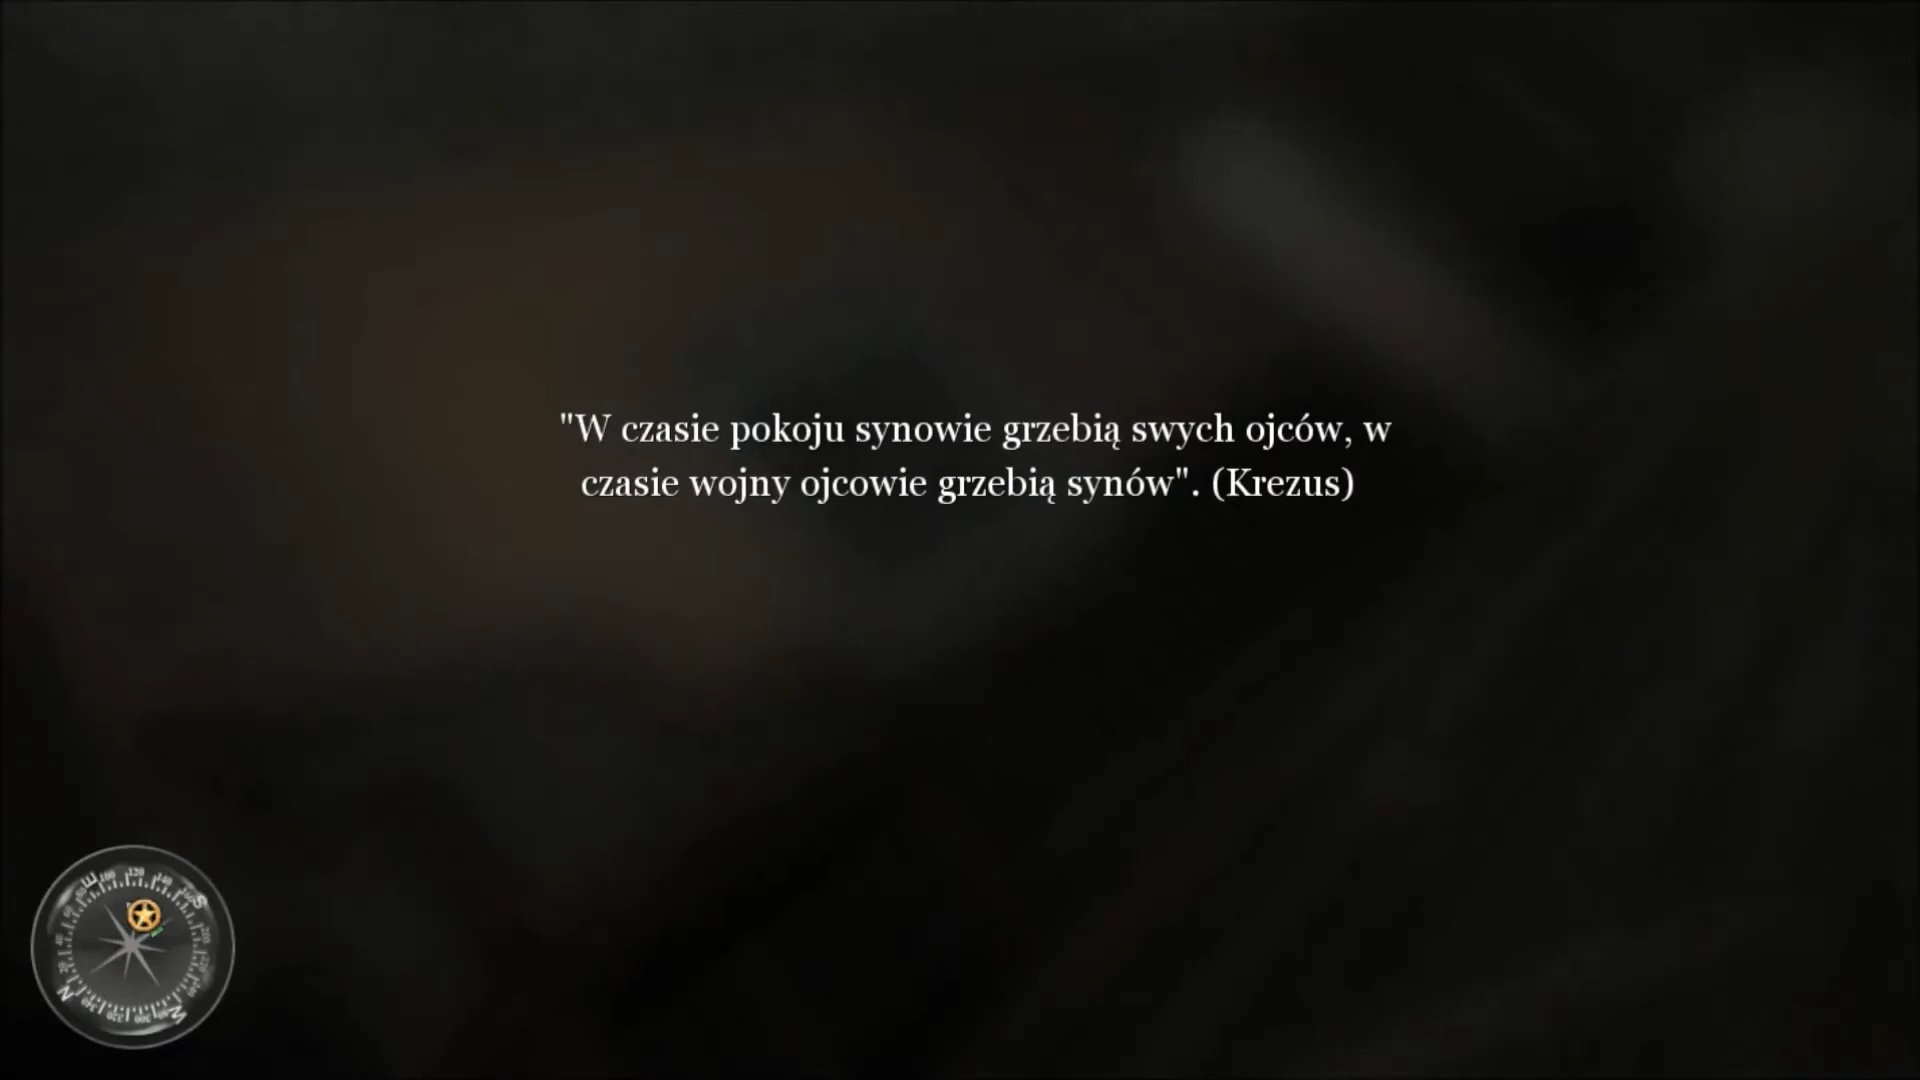 "W czasie pokoju synowie grzebią swych ojców, w
czasie wojny ojcowie grzebią synów". (Krezus)